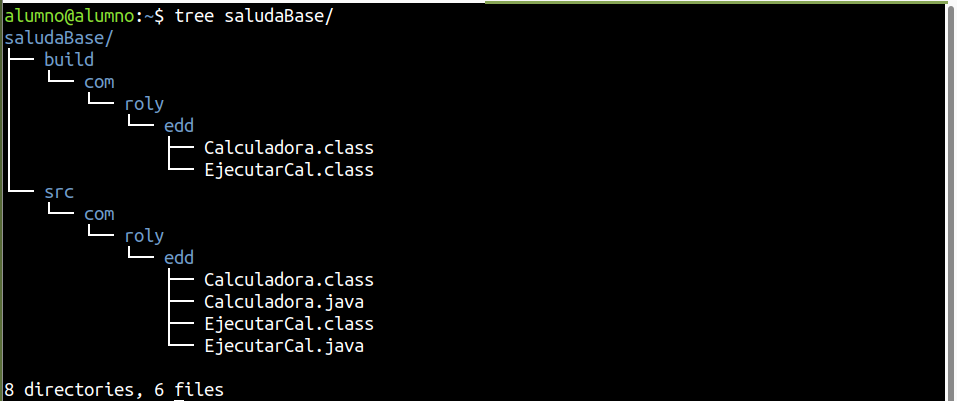 alumno@alumno:~$ tree saludaBase/
saludaBase/
├── build
│   └── com
│       └── roly
│           └── edd
│               ├── Calculadora.class
│               └── EjecutarCal.class
└── src
    └── com
        └── roly
            └── edd
                ├── Calculadora.class
                ├── Calculadora.java
                ├── EjecutarCal.class
                └── EjecutarCal.java
8 directories, 6 files